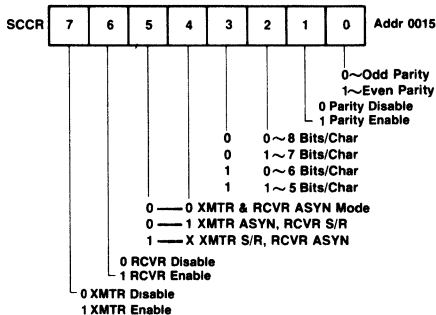 SCCR 7 6 5 4 3 2 1 0 Addr 0015
0~Odd Parity
1~Even Parity
0 Parity Disable
1 Parity Enable
0 0~8 Bits/Char
0 1~7 Bits/Char
1 0~6 Bits/Char
1 1~5 Bits/Char
0—0 XMTR & RCVR ASYN Mode
0—1 XMTR ASYN, RCVR S/R
1—X XMTR S/R, RCVR ASYN
0 RCVR Disable
1 RCVR Enable
0 XMTR Disable
1 XMTR Enable